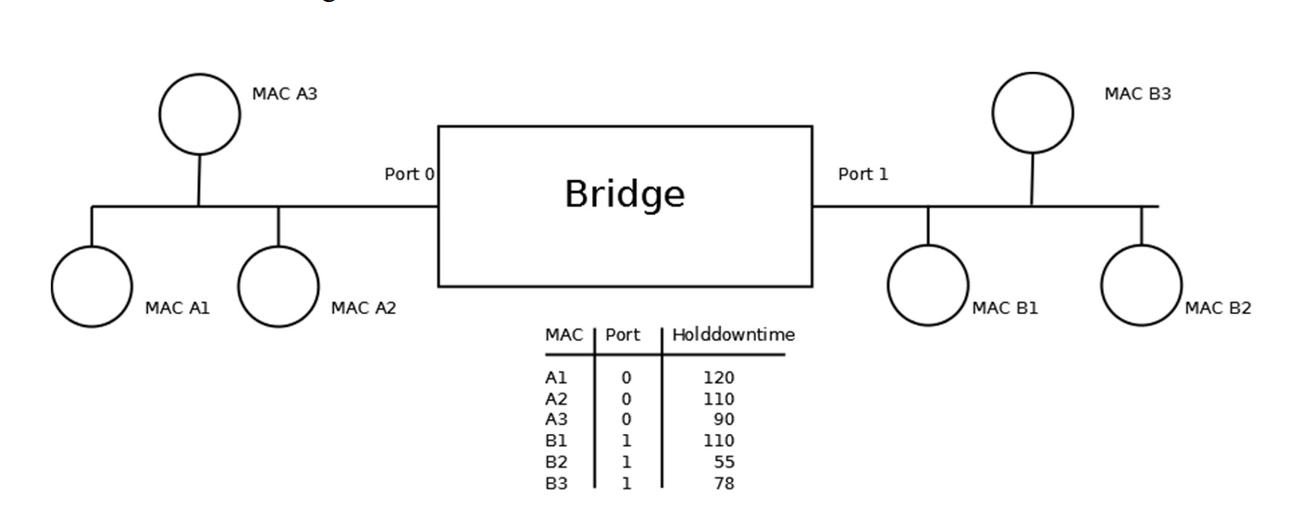 g
MAC A3
MAC B3
Port 0
Port 1
Bridge
MAC A1
MAC A2
MAC B1
MAC B2
MAC Port Holddowntime
A1 0 120
A2 0 110
A3 0 90
B1 1 110
B2 1 55
B3 1 78